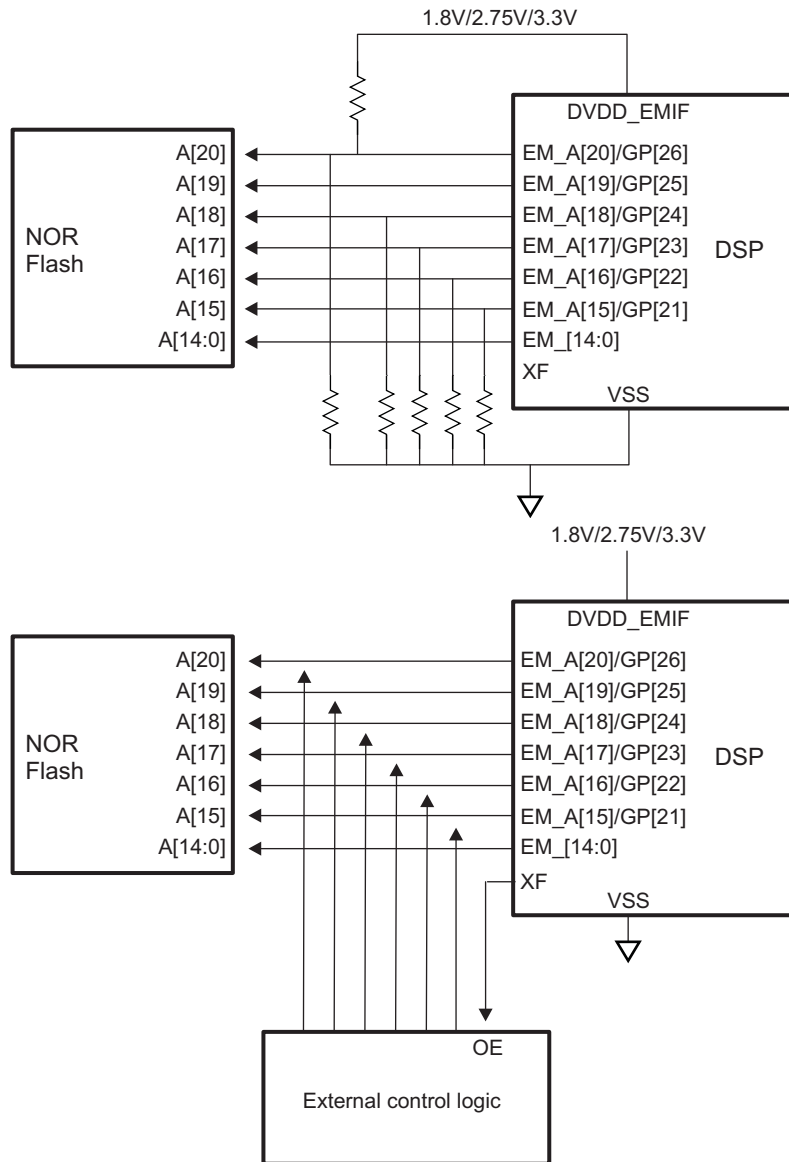 1.8V/2.75V/3.3V
DVDD_EMIF
A[20]
EM_A[20]/GP[26]
A[19]
EM_A[19]/GP[25]
A[18]
EM_A[18]/GP[24]
NOR
Flash
A[17]
EM_A[17]/GP[23]
DSP
A[16]
EM_A[16]/GP[22]
A[15]
EM_A[15]/GP[21]
A[14:0]
EM_[14:0]
XF
VSS
1.8V/2.75V/3.3V
DVDD_EMIF
A[20]
EM_A[20]/GP[26]
A[19]
EM_A[19]/GP[25]
A[18]
EM_A[18]/GP[24]
NOR
Flash
A[17]
EM_A[17]/GP[23]
DSP
A[16]
EM_A[16]/GP[22]
A[15]
EM_A[15]/GP[21]
A[14:0]
EM_[14:0]
XF
VSS
OE
External control logic